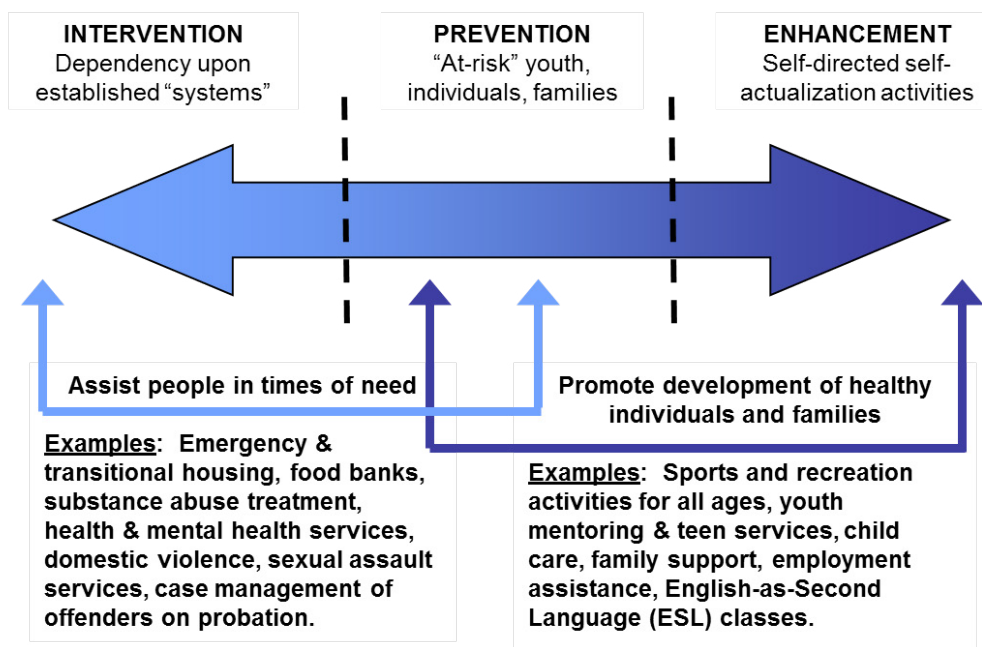 INTERVENTION
Dependency upon
established “systems”
PREVENTION
“At-risk” youth,
individuals, families
ENHANCEMENT
Self-directed self-
actualization activities
Assist people in times of need
Examples: Emergency &
transitional housing, food banks,
substance abuse treatment,
health & mental health services,
domestic violence, sexual assault
services, case management of
offenders on probation.
Promote development of healthy
individuals and families
Examples: Sports and recreation
activities for all ages, youth
mentoring & teen services, child
care, family support, employment
assistance, English-as-Second
Language (ESL) classes.